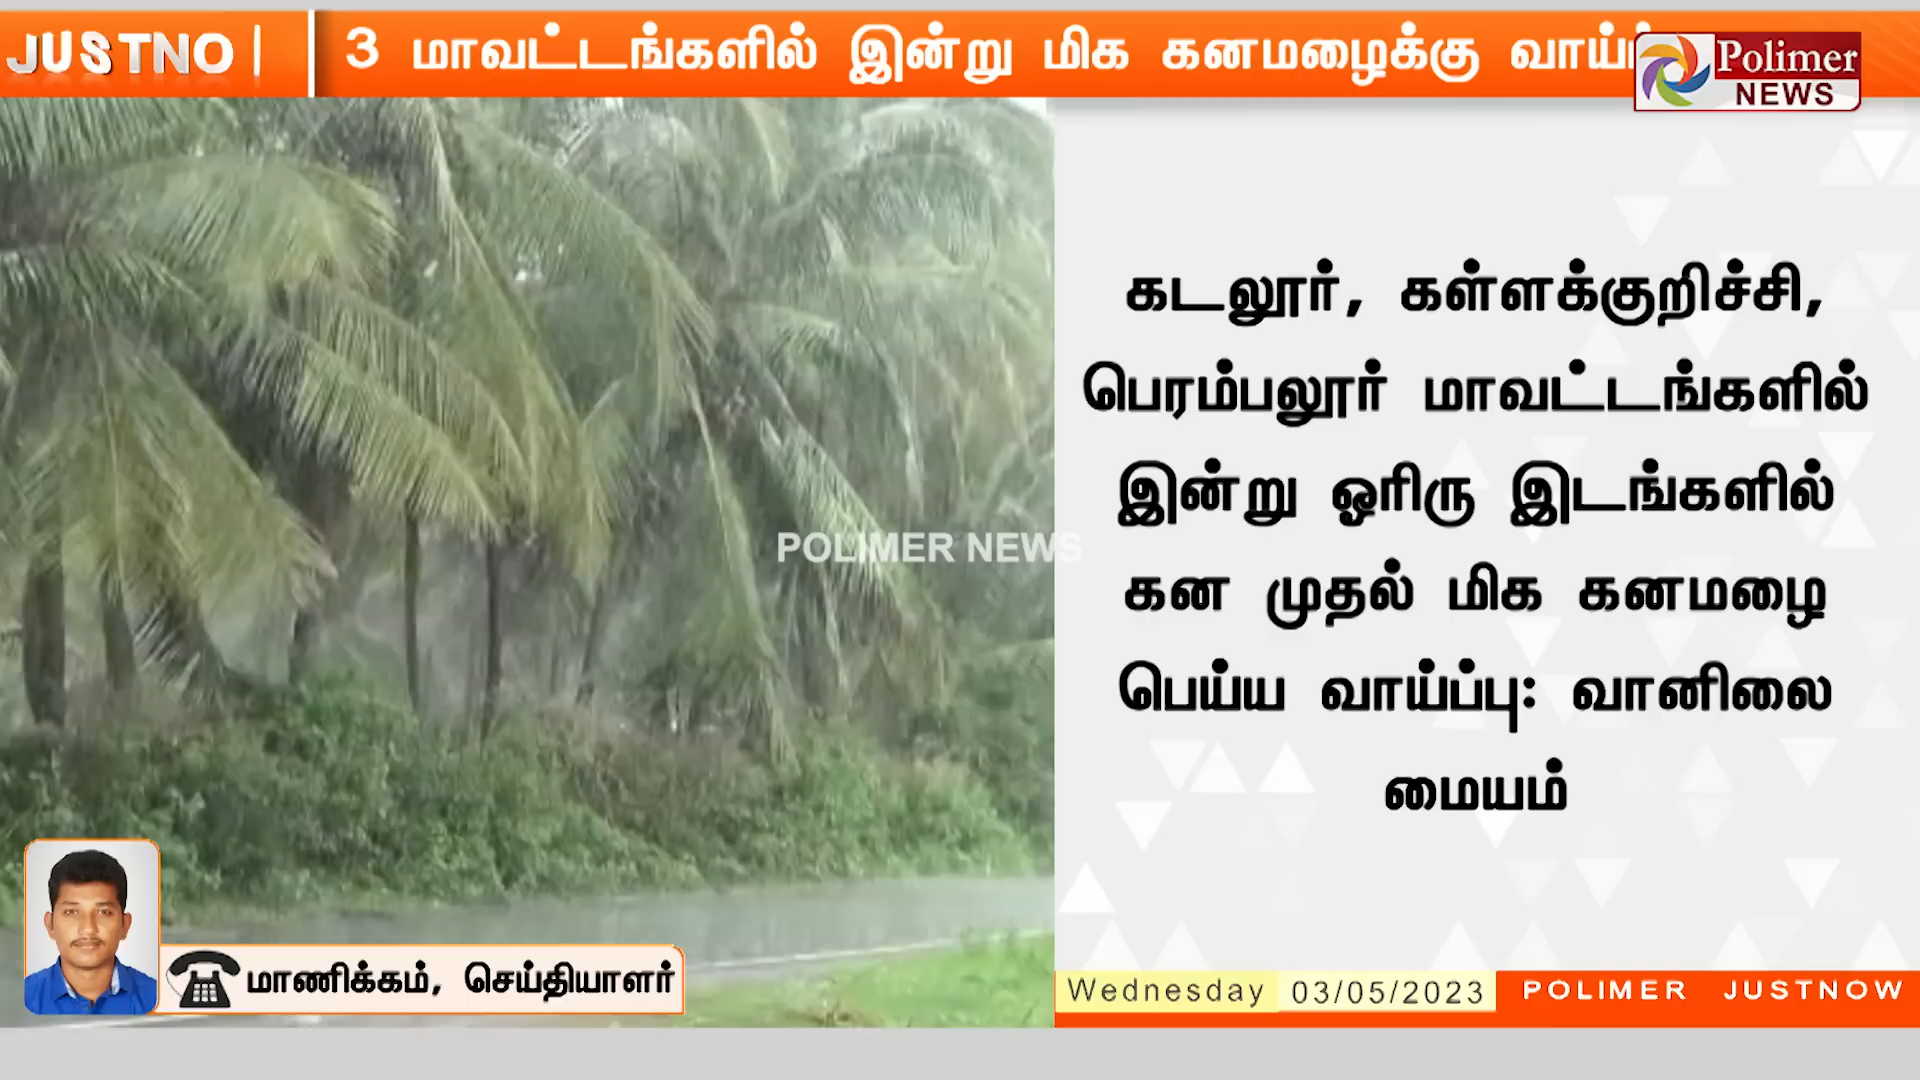 JUSTNO
3 மாவட்டங்களில் இன்று மிக கனமழைக்கு
Polimer
NEWS
கடலூர், கள்ளக்குறிச்சி,
பெரம்பலூர் மாவட்டங்களில்
இன்று ஓரிரு இடங்களில்
கன முதல் மிக கனமழை
பெய்ய வாய்ப்பு: வானிலை
மையம்
POLIMER NEWS
மாணிக்கம், செய்தியாளர்
Wednesday 03/05/2023 POLIMER JUSTNOW